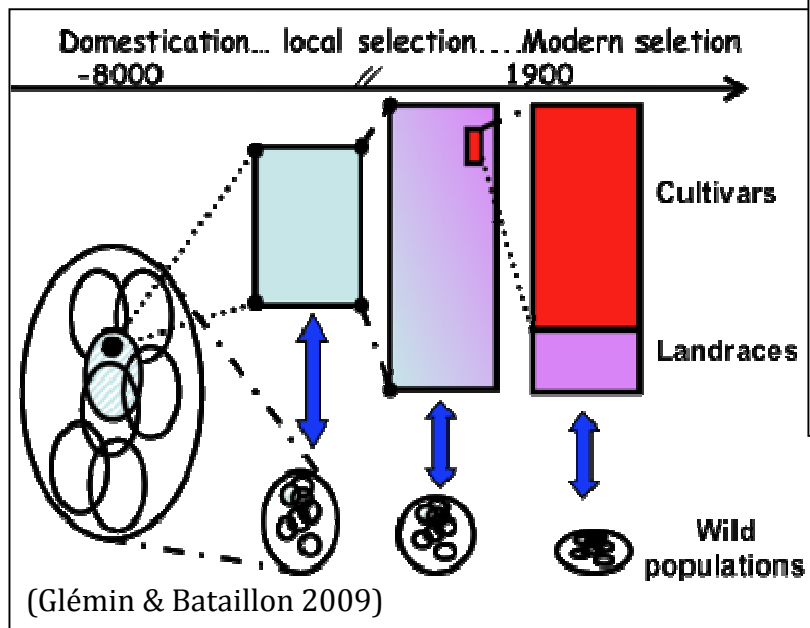 Domestication... local selection....Modern seletion
-8000 // 1900
Cultivars
Landraces
Wild
populations
(Glémin & Bataillon 2009)